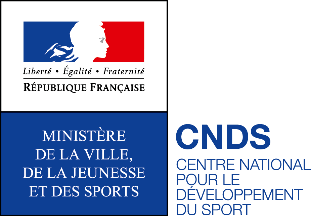 Liberté • Égalité • Fraternité
RÉPUBLIQUE FRANÇAISE
MINISTÈRE
DE LA VILLE,
DE LA JEUNESSE
ET DES SPORTS
CNDS
CENTRE NATIONAL
POUR LE
DÉVELOPPEMENT
DU SPORT